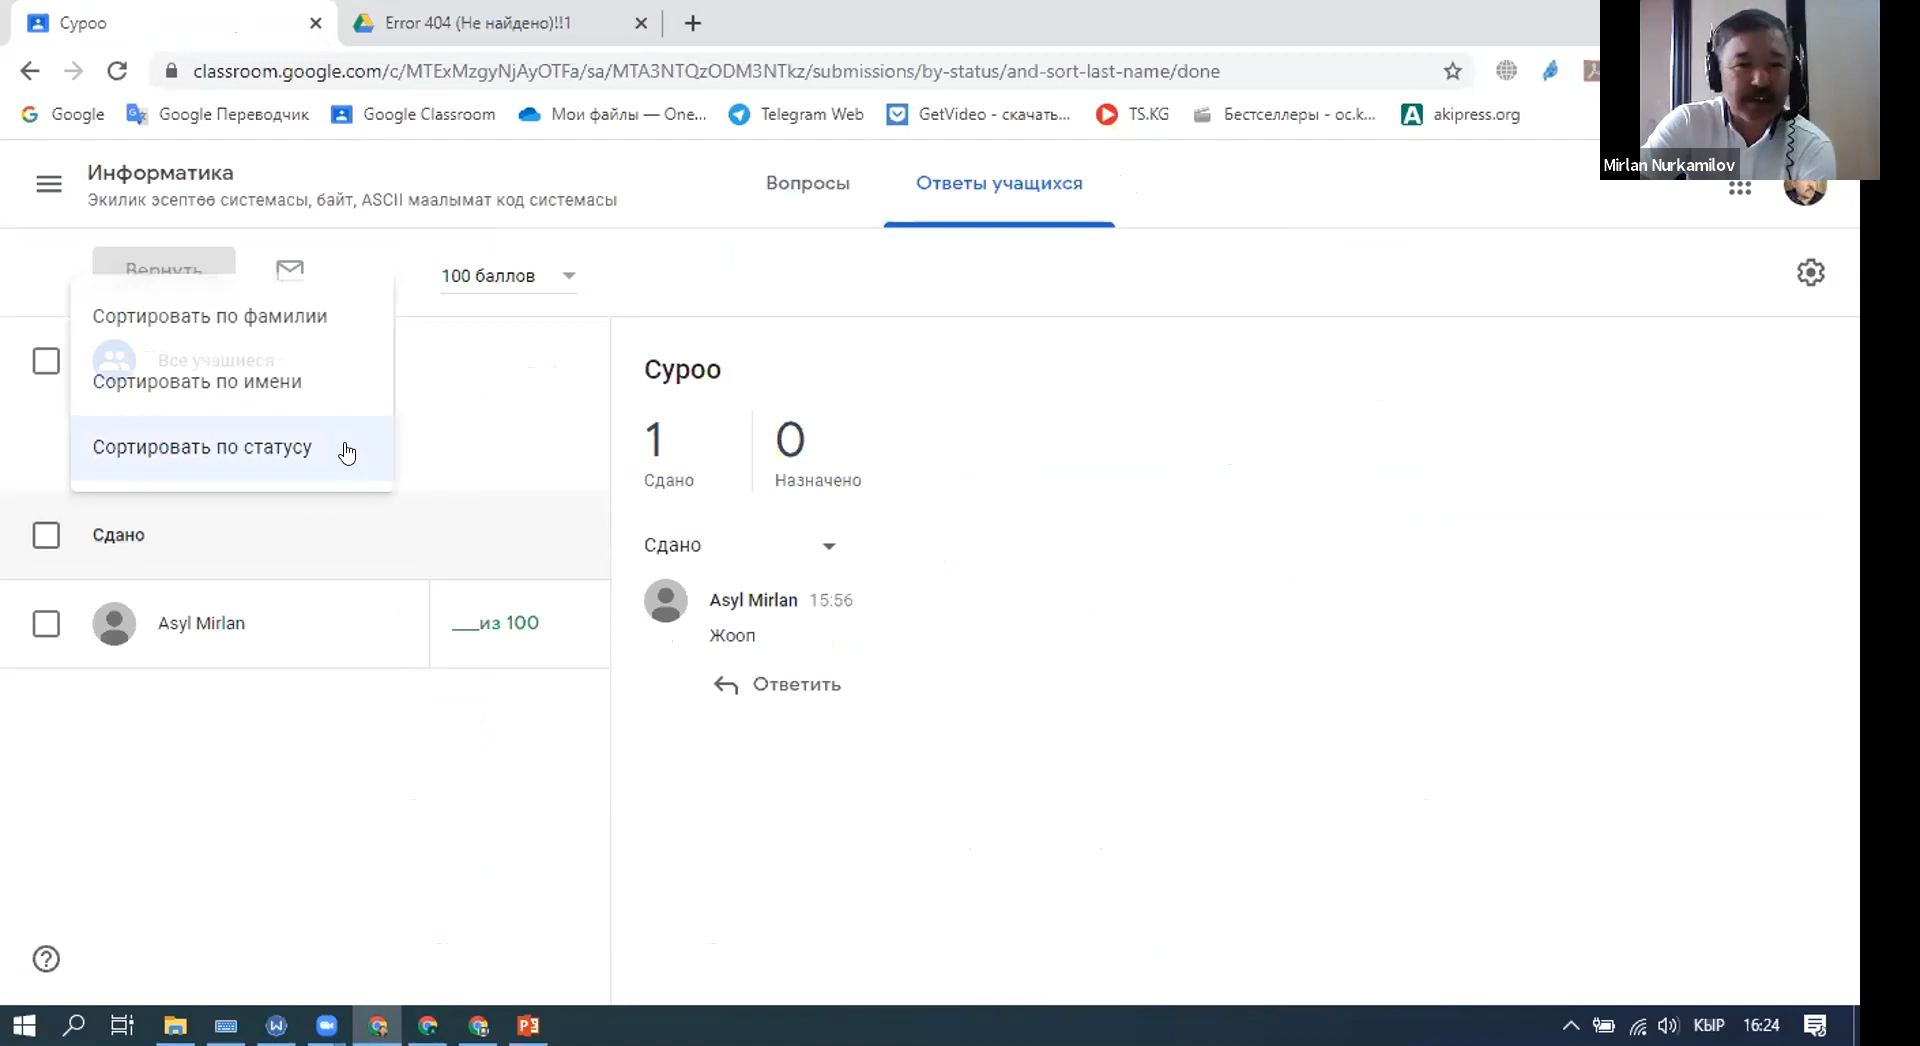 Суроо
Error 404 (Не найдено)!!1
classroom.google.com/c/MTExMzgyNjAyOTFa/sa/MTA3NTQzODM3NTkz/submissions/by-status/and-sort-last-name/done
Google
Google Переводчик
Google Classroom
Мои файлы — One...
Telegram Web
GetVideo - скачать...
TS.KG
Бестселлеры - oc.k...
akipress.org
Mirlan Nurkamilov
Информатика
Экилик эсептөө системасы, байт, ASCII маалымат код системасы
Вопросы
Ответы учащихся
Вернуть
100 баллов
Сортировать по фамилии
Все учащиеся
Сортировать по имени
Сортировать по статусу
Сдано
Asyl Mirlan
___из 100
Суроо
1
Сдано
0
Назначено
Сдано
Asyl Mirlan 15:56
Жооп
Ответить
КЫР
16:24